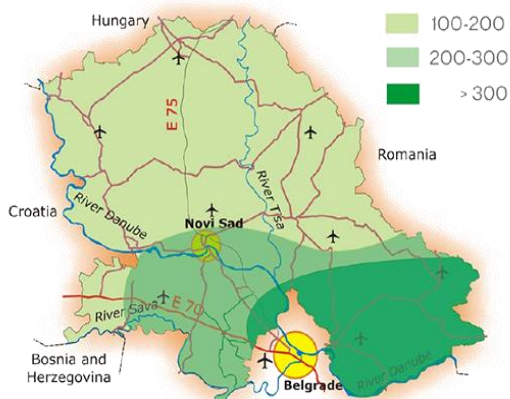 Hungary
100-200
200-300
> 300
E 75
Romania
Croatia
River Danube
River Tisa
Novi Sad
River Sava
E 70
Bosnia and
Herzegovina
Belgrade
River Danube